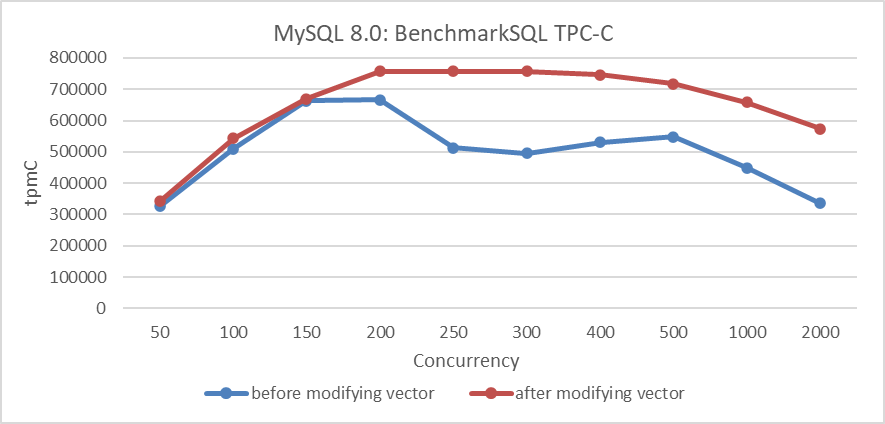 MySQL 8.0: BenchmarkSQL TPC-C
800000
700000
600000
500000
400000
300000
200000
100000
0
tpmC
50 100 150 200 250 300 400 500 1000 2000
Concurrency
before modifying vector after modifying vector